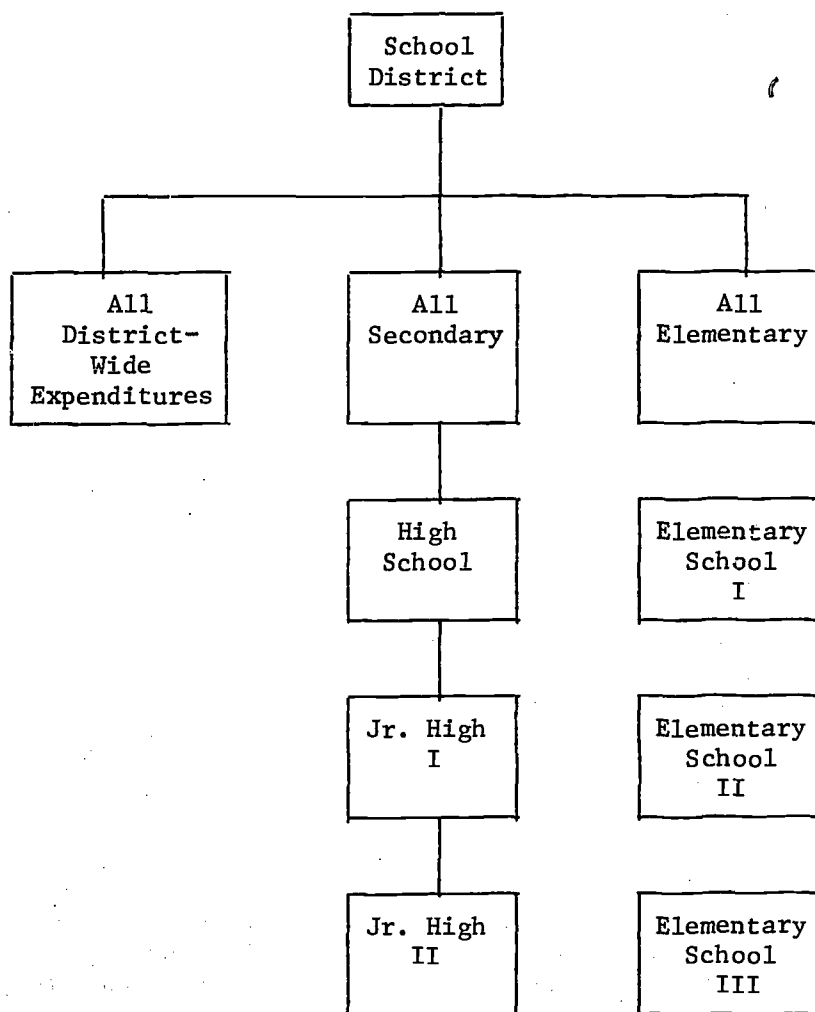 School
District
All
District-
Wide
Expenditures
All
Secondary
All
Elementary
High
School
Elementary
School
I
Jr. High
I
Elementary
School
II
Jr. High
II
Elementary
School
III